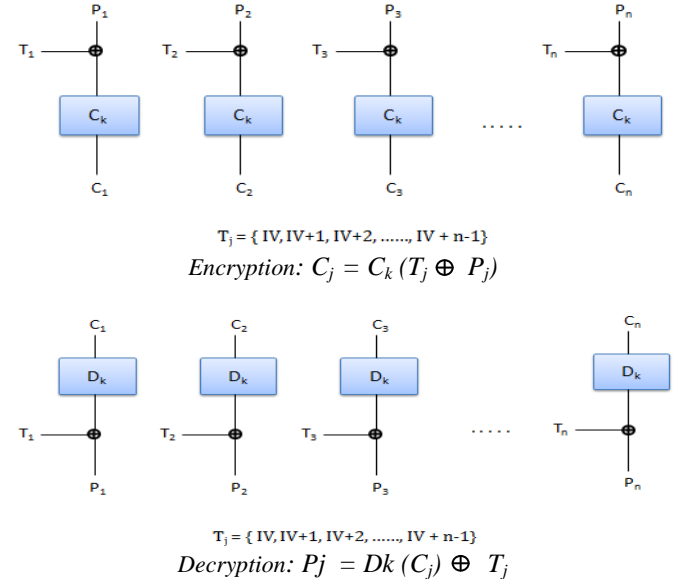 P₁ P₂ P₃ Pₙ
T₁ T₂ T₃ Tₙ
Cₖ Cₖ Cₖ ..... Cₖ
C₁ C₂ C₃ Cₙ
Tⱼ = { IV, IV+1, IV+2, ......, IV + n-1}
Encryption: Cⱼ = Cₖ (Tⱼ ⊕ Pⱼ)
C₁ C₂ C₃ Cₙ
Dₖ Dₖ Dₖ Dₖ
T₁ T₂ T₃ ..... Tₙ
P₁ P₂ P₃ Pₙ
Tⱼ = { IV, IV+1, IV+2, ......, IV + n-1}
Decryption: Pj = Dk (Cⱼ) ⊕ Tⱼ